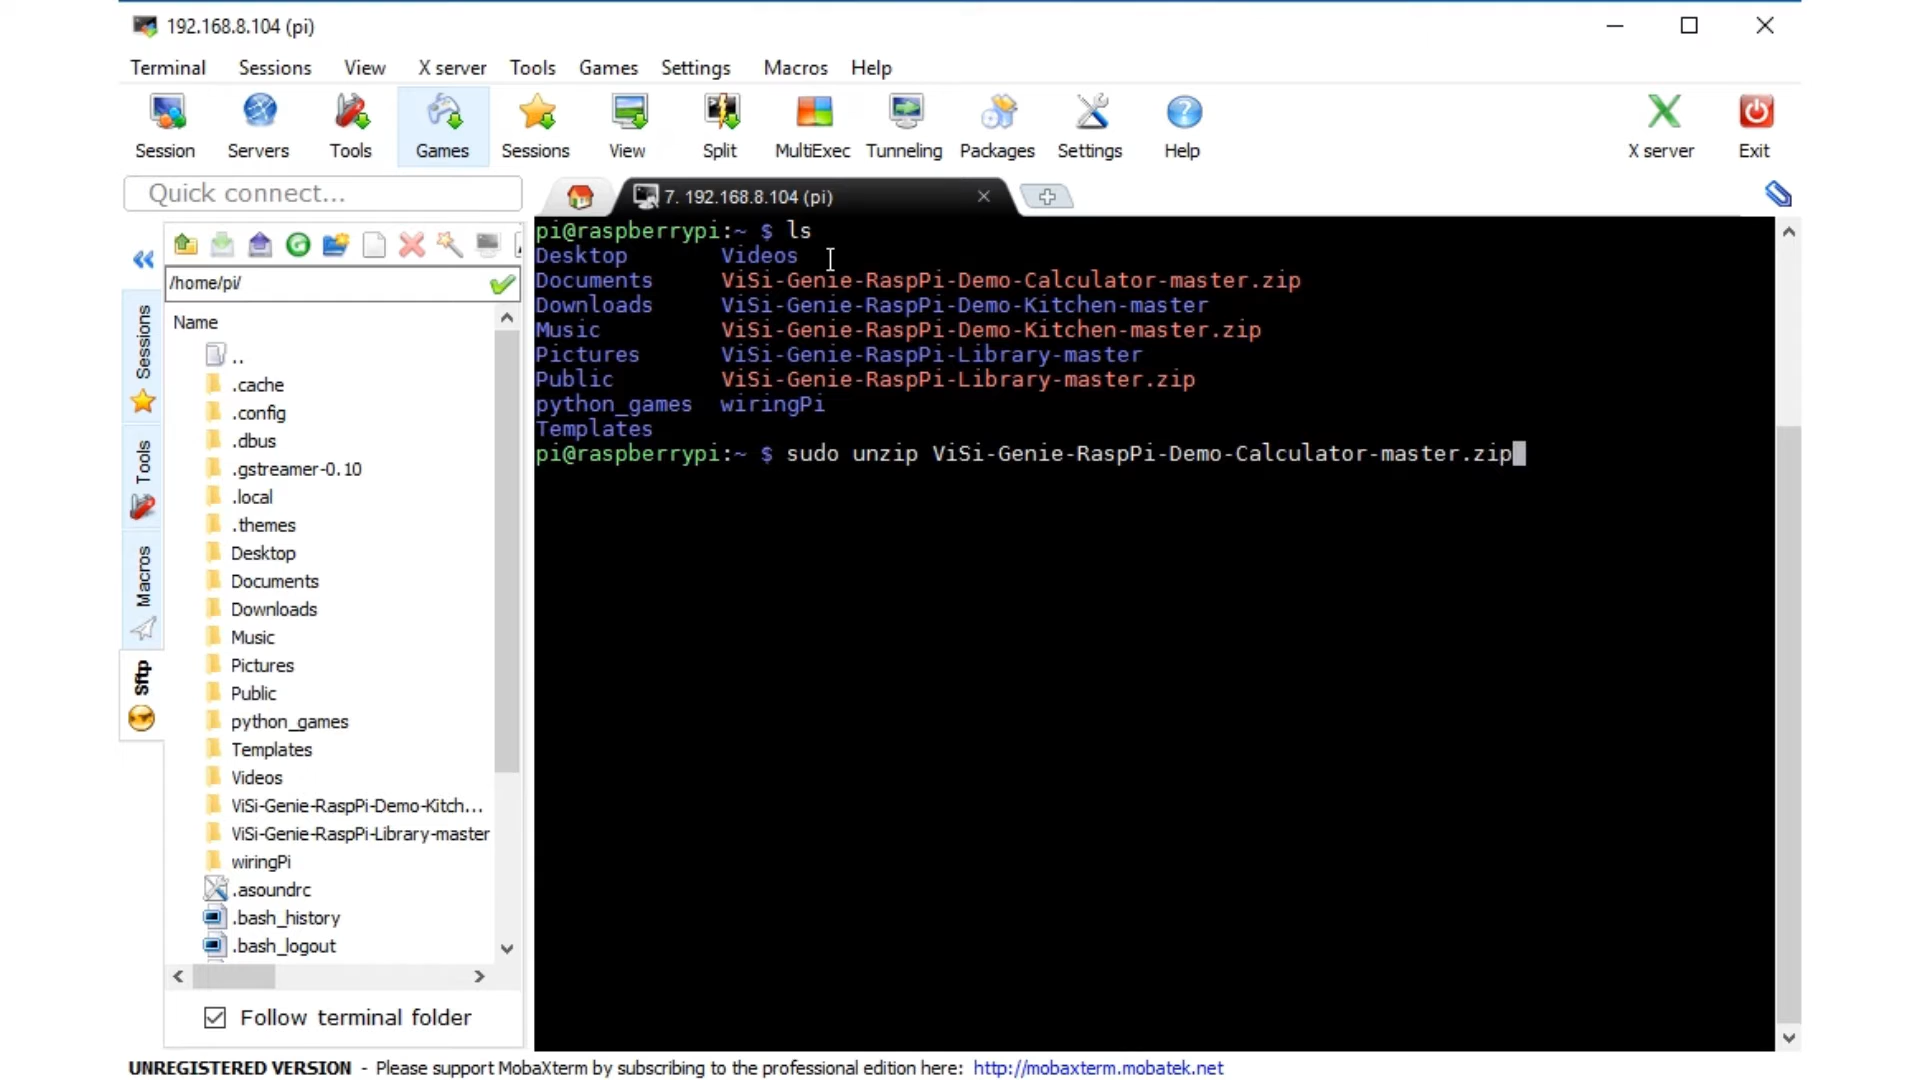 192.168.8.104 (pi)
Terminal Sessions View X server Tools Games Settings Macros Help
Session Servers Tools Games Sessions View Split MultiExec Tunneling Packages Settings Help X server Exit
Quick connect...
7. 192.168.8.104 (pi)
/home/pi/
Name
..
.cache
.config
.dbus
.gstreamer-0.10
.local
.themes
Desktop
Documents
Downloads
Music
Pictures
Public
python_games
Templates
Videos
ViSi-Genie-RaspPi-Demo-Kitch...
ViSi-Genie-RaspPi-Library-master
wiringPi
.asoundrc
.bash_history
.bash_logout
Follow terminal folder
Sessions
Tools
Macros
Sftp
pi@raspberrypi:~ $ ls
Desktop Videos
Documents ViSi-Genie-RaspPi-Demo-Calculator-master.zip
Downloads ViSi-Genie-RaspPi-Demo-Kitchen-master
Music ViSi-Genie-RaspPi-Demo-Kitchen-master.zip
Pictures ViSi-Genie-RaspPi-Library-master
Public ViSi-Genie-RaspPi-Library-master.zip
python_games wiringPi
Templates
pi@raspberrypi:~ $ sudo unzip ViSi-Genie-RaspPi-Demo-Calculator-master.zip
UNREGISTERED VERSION - Please support MobaXterm by subscribing to the professional edition here: http://mobaxterm.mobatek.net